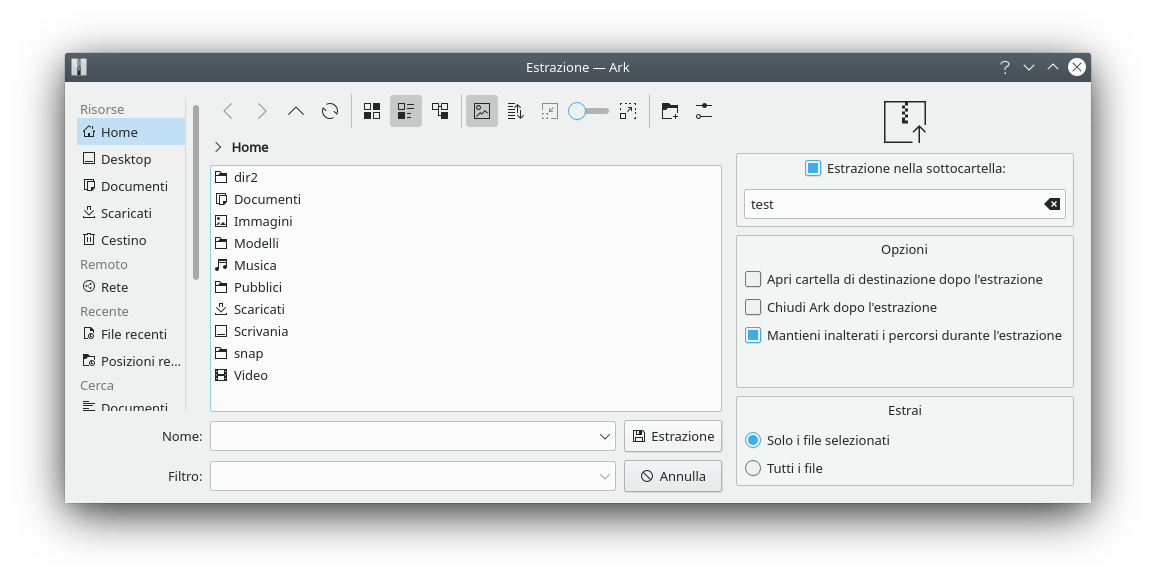 Estrazione — Ark
Risorse
Home
Desktop
Documenti
Scaricati
Cestino
Remoto
Rete
Recente
File recenti
Posizioni re...
Cerca
Documenti
Home
dir2
Documenti
Immagini
Modelli
Musica
Pubblici
Scaricati
Scrivania
snap
Video
Nome:
Estrazione
Filtro:
Annulla
Estrazione nella sottocartella:
test
Opzioni
Apri cartella di destinazione dopo l'estrazione
Chiudi Ark dopo l'estrazione
Mantieni inalterati i percorsi durante l'estrazione
Estrai
Solo i file selezionati
Tutti i file